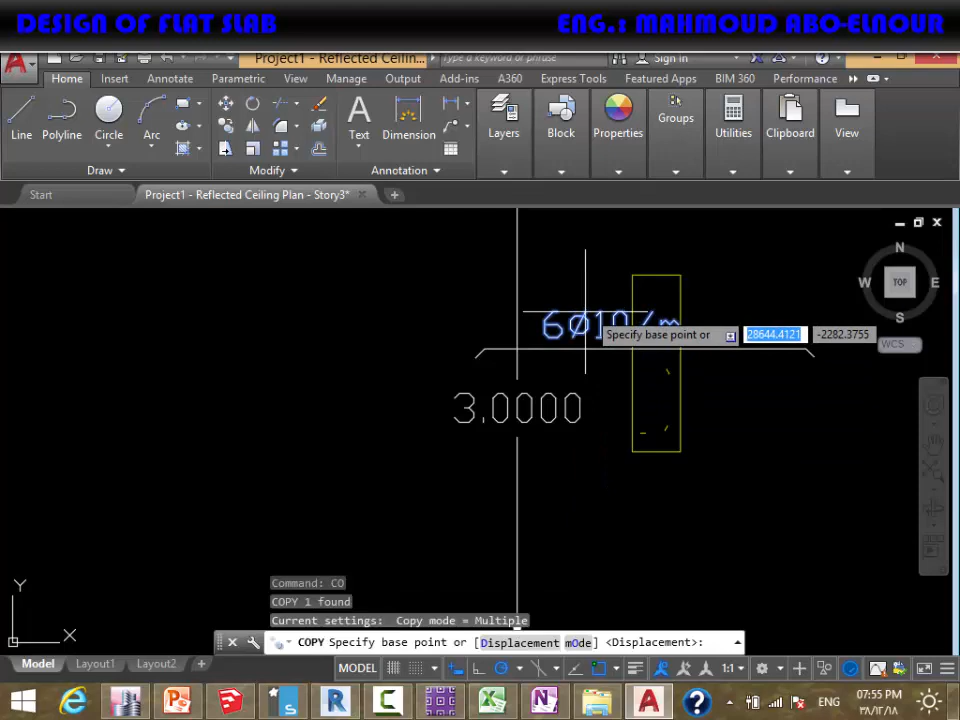 DESIGN OF FLAT SLAB
ENG.: MAHMOUD ABO-ELNOUR
Project1 - Reflected Ceilin...
Type a keyword or phrase
Sign In
Home Insert Annotate Parametric View Manage Output Add-ins A360 Express Tools Featured Apps BIM 360 Performance
Line Polyline Circle Arc Text Dimension Layers Block Properties Groups Utilities Clipboard View
Draw Modify Annotation
Start Project1 - Reflected Ceiling Plan - Story3* +
N
W TOP E
S
WCS
6Ø10/m
Specify base point or 28644.4121 -2282.3755
3.0000
Y
X
Command: CO
COPY 1 found
Current settings: Copy mode = Multiple
COPY Specify base point or [Displacement mOde] <Displacement>:
Model Layout1 Layout2 +
MODEL 1:1
ENG 07:55 PM
٣٨/١٢/١٨